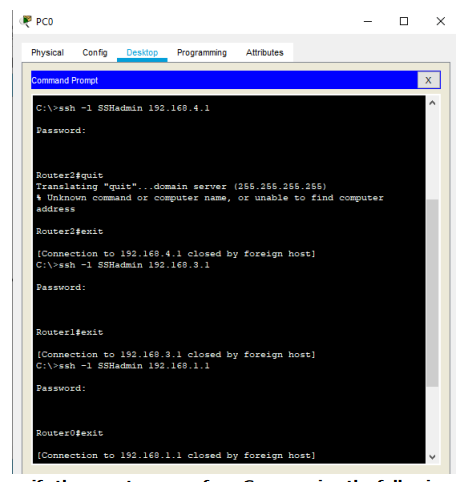 PC0
Physical Config Desktop Programming Attributes
Command Prompt
X
C:\>ssh -l SSHadmin 192.168.4.1
Password:
Router2#quit
Translating "quit"...domain server (255.255.255.255)
% Unknown command or computer name, or unable to find computer
address
Router2#exit
[Connection to 192.168.4.1 closed by foreign host]
C:\>ssh -l SSHadmin 192.168.3.1
Password:
Router1#exit
[Connection to 192.168.3.1 closed by foreign host]
C:\>ssh -l SSHadmin 192.168.1.1
Password:
Router0#exit
[Connection to 192.168.1.1 closed by foreign host]